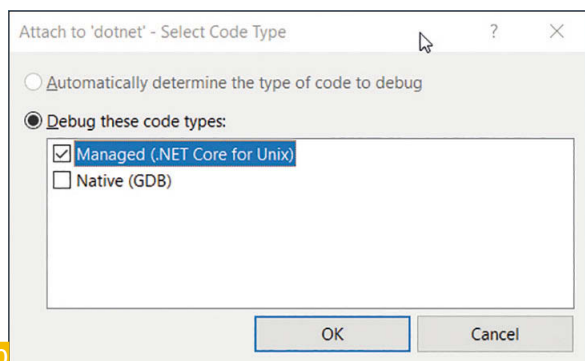 Attach to 'dotnet' - Select Code Type
Automatically determine the type of code to debug
Debug these code types:
Managed (.NET Core for Unix)
Native (GDB)
OK Cancel